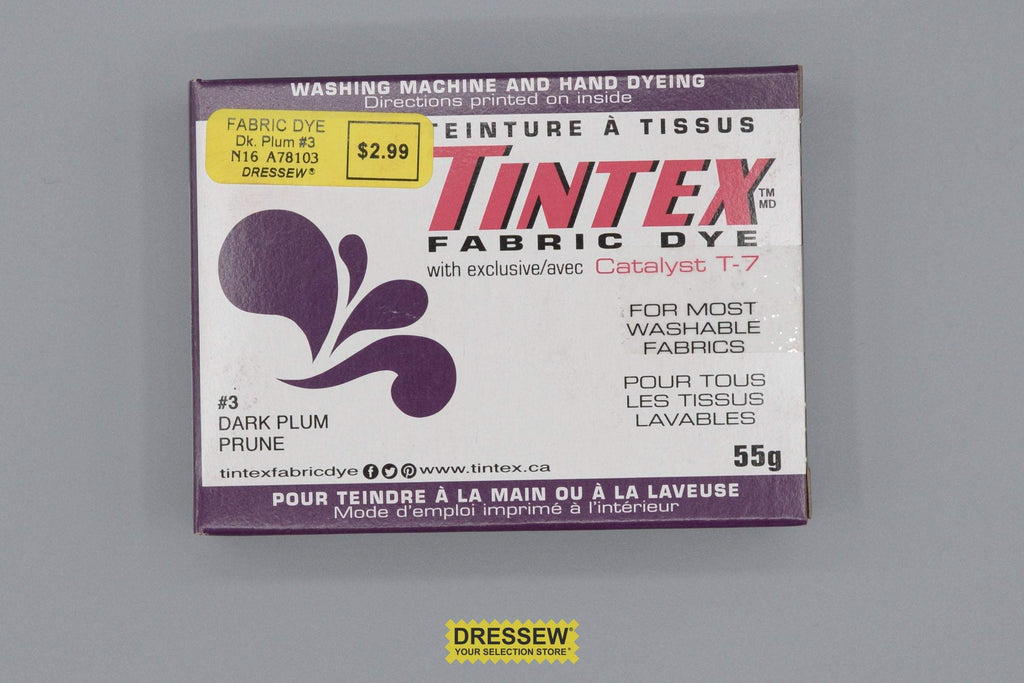 WASHING MACHINE AND HAND DYEING
Directions printed on inside
FABRIC DYE
Dk. Plum #3
N16 A78103
DRESSEW®
$2.99
TEINTURE À TISSUS
TINTEX
TM
MD
FABRIC DYE
with exclusive/avec Catalyst T-7
FOR MOST
WASHABLE
FABRICS
POUR TOUS
LES TISSUS
LAVABLES
#3
DARK PLUM
PRUNE
55g
tintexfabricdye www.tintex.ca
POUR TEINDRE À LA MAIN OU À LA LAVEUSE
Mode d'emploi imprimé à l'intérieur
DRESSEW®
YOUR SELECTION STORE®